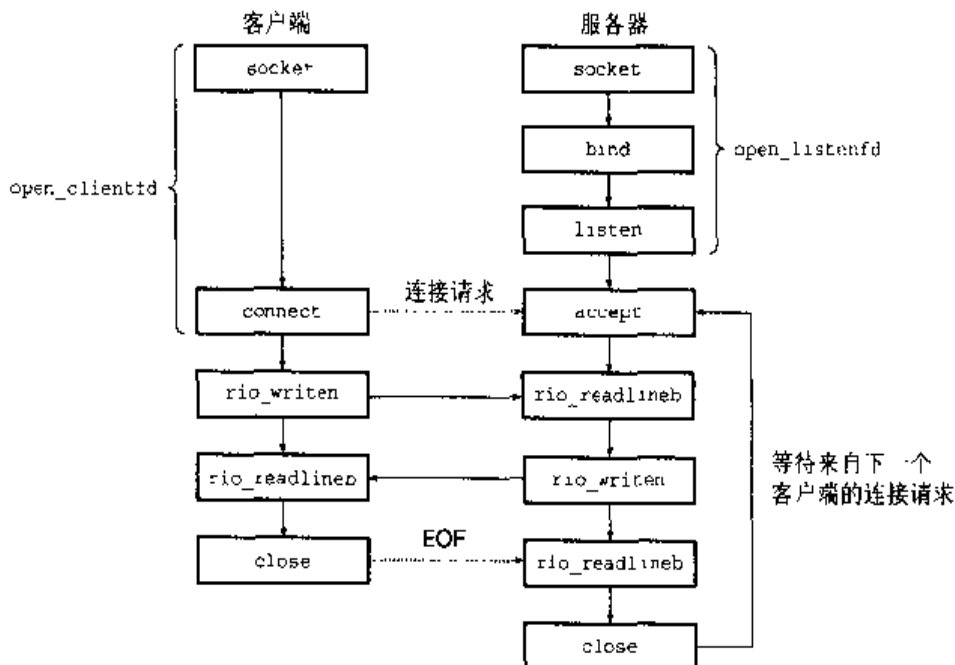 客户端
服务器
socket
socket
bind
open_listenfd
open_clientfd
listen
连接请求
connect
accept
rio_writen
rio_readlineb
等待来自下一个
客户端的连接请求
rio_readlineb
rio_writen
EOF
close
rio_readlineb
close